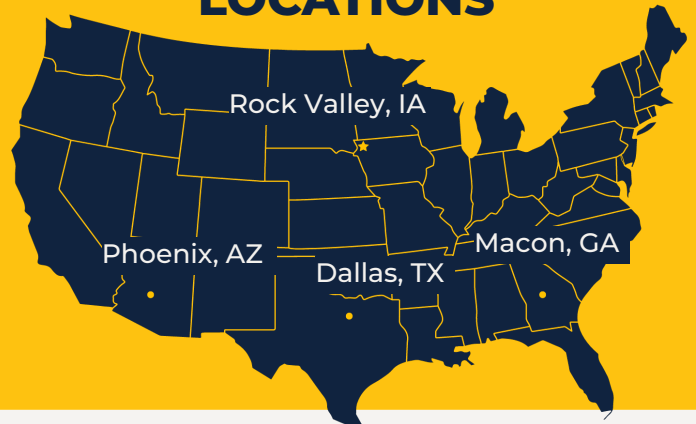 LOCATIONS
Rock Valley, IA
Phoenix, AZ
Dallas, TX
Macon, GA